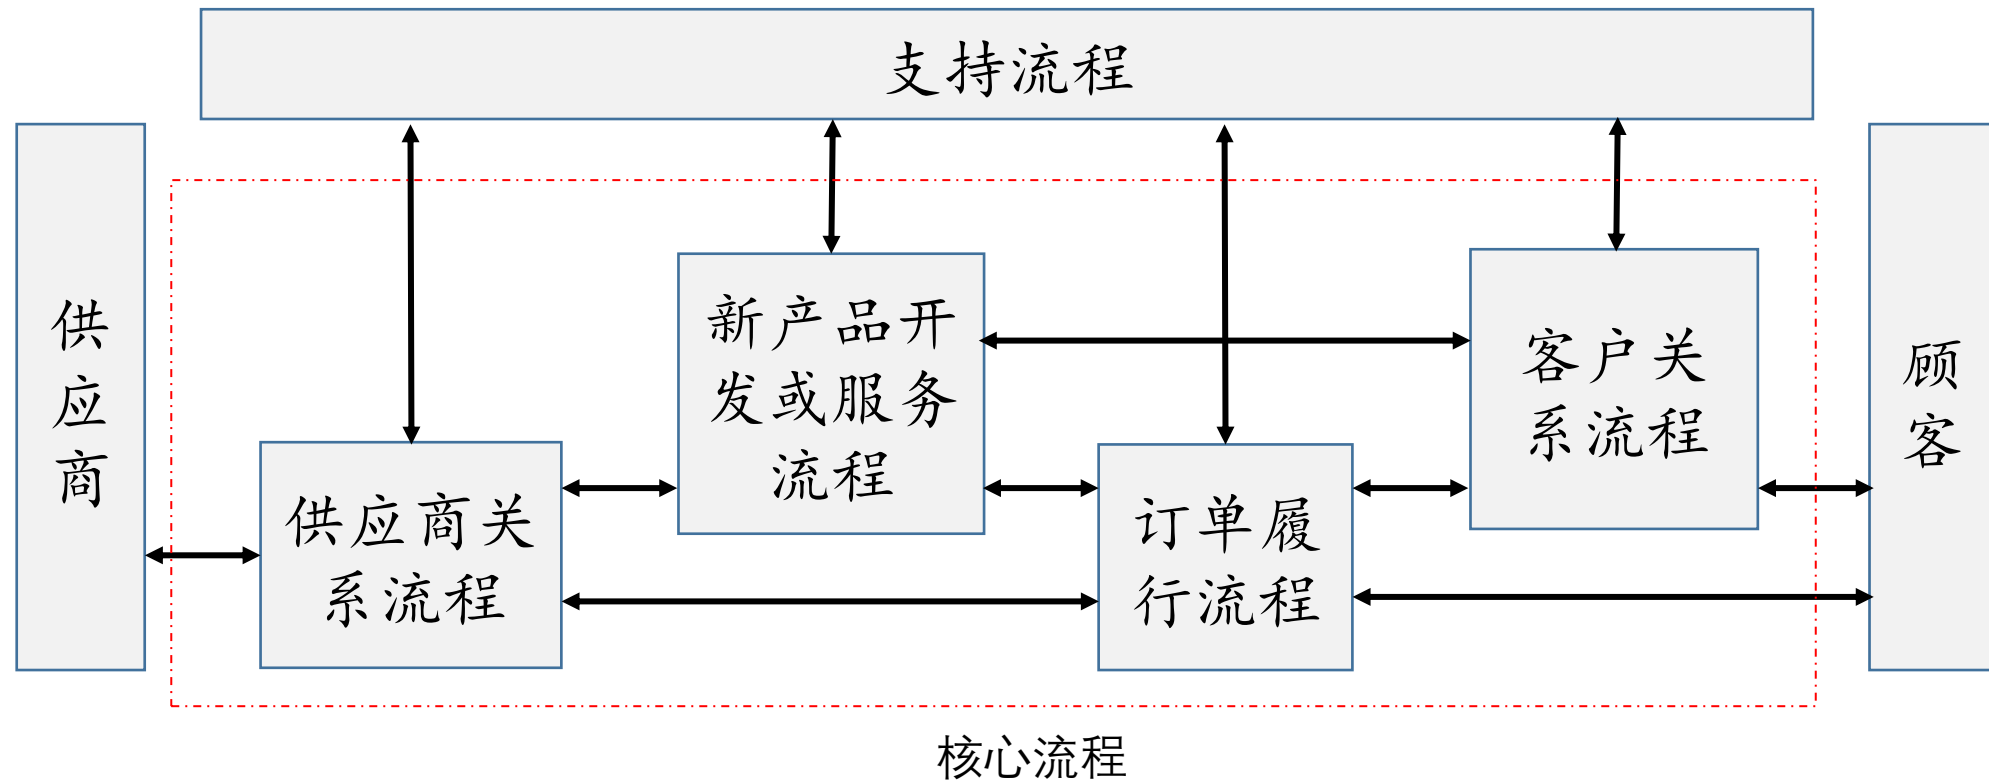 支持流程
供
应
商
新产品开
发或服务
流程
客户关
系流程
顾
客
供应商关
系流程
订单履
行流程
核心流程